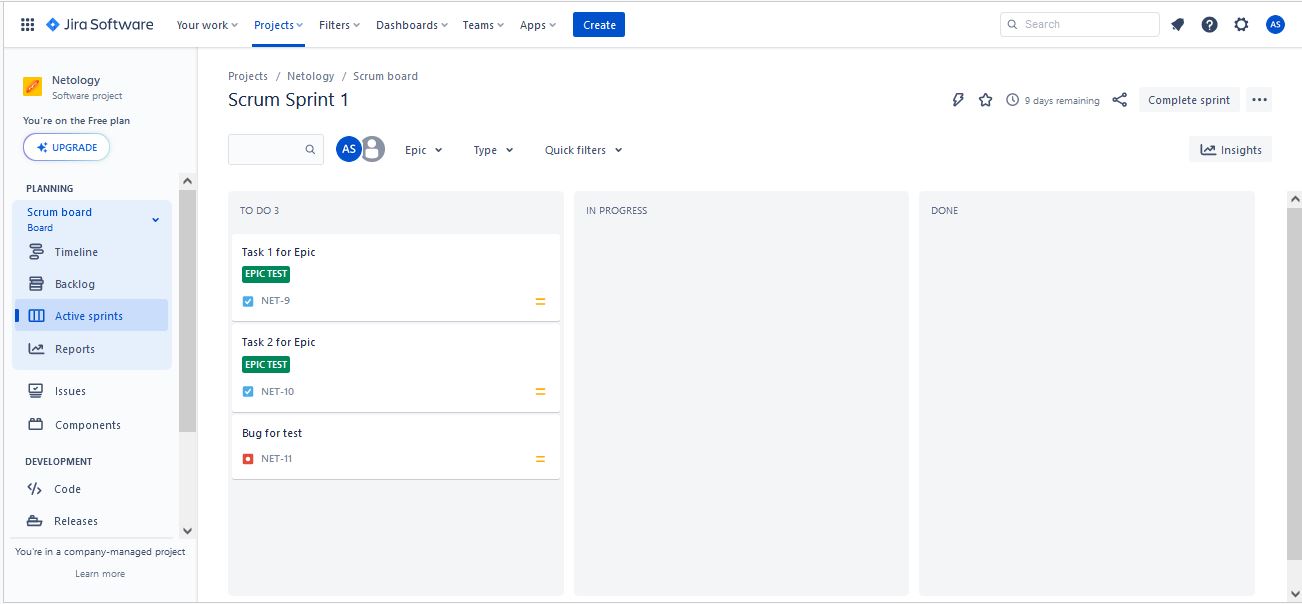 Jira Software
Your work
Projects
Filters
Dashboards
Teams
Apps
Create
Search
AS
Netology
Software project
You're on the Free plan
UPGRADE
PLANNING
Scrum board
Board
Timeline
Backlog
Active sprints
Reports
Issues
Components
DEVELOPMENT
Code
Releases
You're in a company-managed project
Learn more
Projects / Netology / Scrum board
Scrum Sprint 1
9 days remaining
Complete sprint
AS
Epic
Type
Quick filters
Insights
TO DO 3
Task 1 for Epic
EPIC TEST
NET-9
Task 2 for Epic
EPIC TEST
NET-10
Bug for test
NET-11
IN PROGRESS
DONE